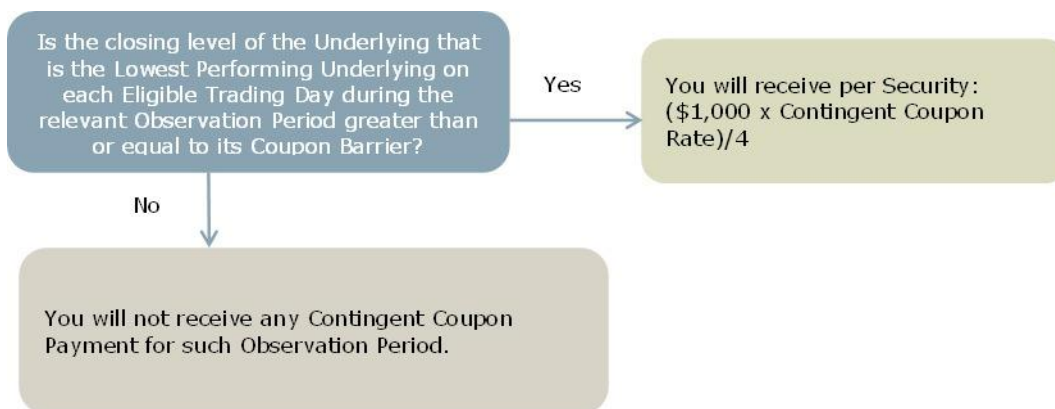 Is the closing level of the Underlying that
is the Lowest Performing Underlying on
each Eligible Trading Day during the
relevant Observation Period greater than
or equal to its Coupon Barrier?
Yes
You will receive per Security:
($1,000 x Contingent Coupon
Rate)/4
No
You will not receive any Contingent Coupon
Payment for such Observation Period.